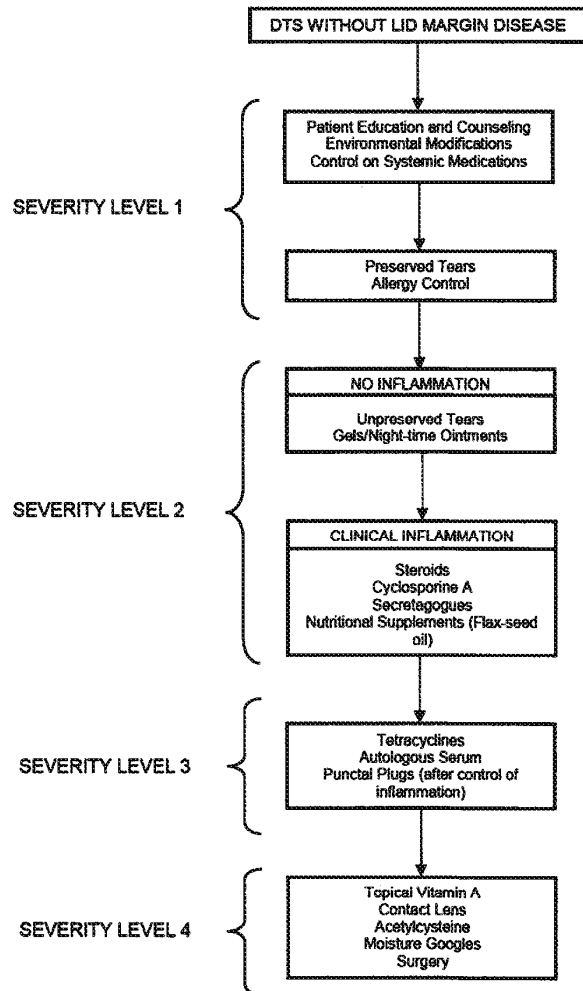 DTS WITHOUT LID MARGIN DISEASE
SEVERITY LEVEL 1
Patient Education and Counseling
Environmental Modifications
Control on Systemic Medications
Preserved Tears
Allergy Control
SEVERITY LEVEL 2
NO INFLAMMATION
Unpreserved Tears
Gels/Night-time Ointments
CLINICAL INFLAMMATION
Steroids
Cyclosporine A
Secretagogues
Nutritional Supplements (Flax-seed
oil)
SEVERITY LEVEL 3
Tetracyclines
Autologous Serum
Punctal Plugs (after control of
inflammation)
SEVERITY LEVEL 4
Topical Vitamin A
Contact Lens
Acetylcysteine
Moisture Googles
Surgery